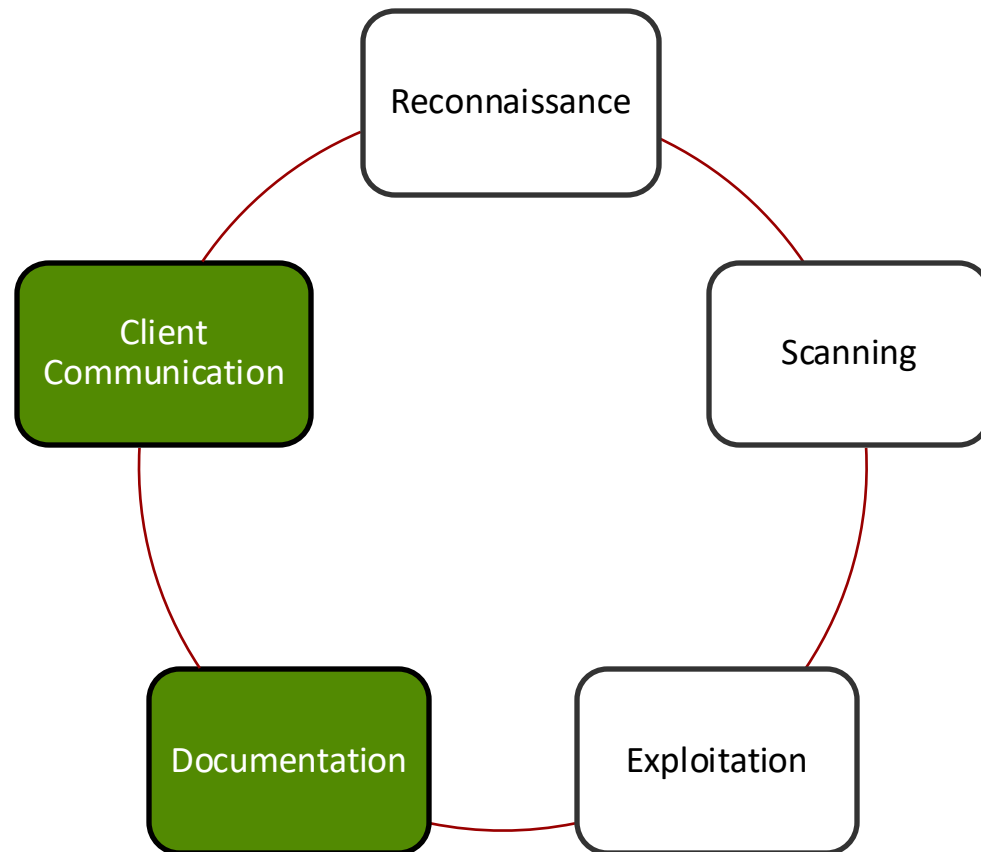 Reconnaissance
Scanning
Exploitation
Documentation
Client
Communication